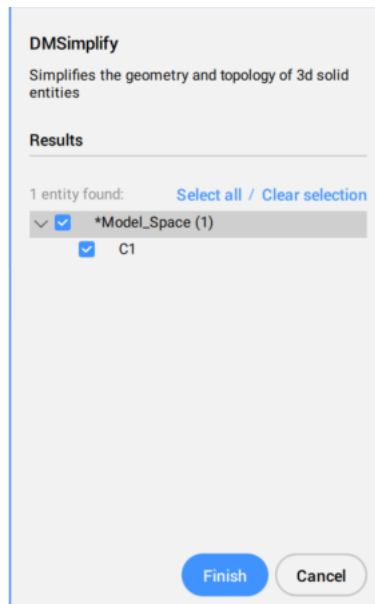 DMSimplify
Simplifies the geometry and topology of 3d solid
entities
Results
1 entity found: Select all / Clear selection
*Model_Space (1)
C1
Finish Cancel